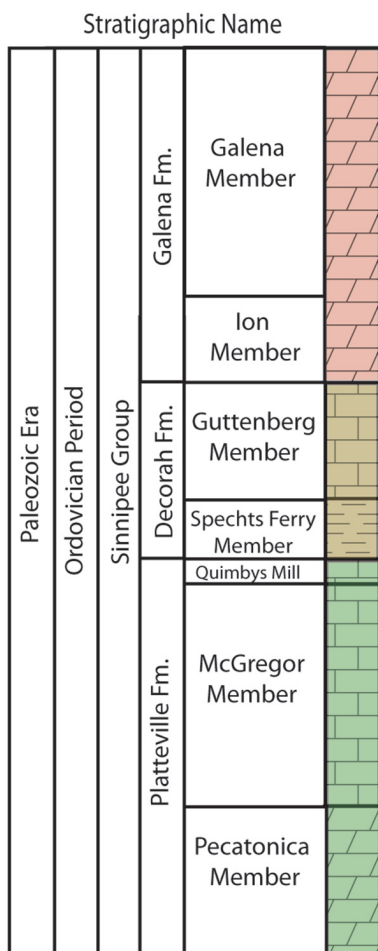 Stratigraphic Name
Paleozoic Era
Ordovician Period
Sinnipee Group
Galena Fm.
Galena
Member
Ion
Member
Decorah Fm.
Guttenberg
Member
Spechts Ferry
Member
Platteville Fm.
Quimbys Mill
McGregor
Member
Pecatonica
Member